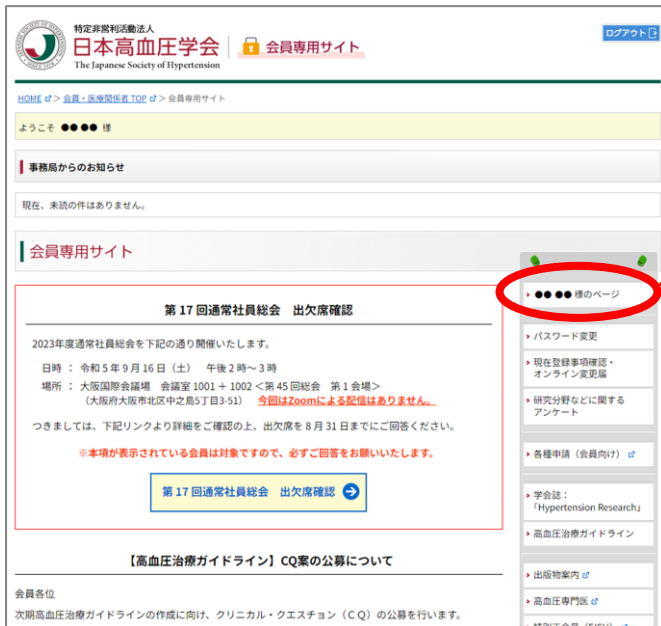 特定非営利活動法人
日本高血圧学会
The Japanese Society of Hypertension
会員専用サイト
ログアウト
HOME > 会員・医療関係者 TOP > 会員専用サイト
ようこそ ●● ●● 様
事務局からのお知らせ
現在、未読の件はありません。
会員専用サイト
第 17 回通常社員総会 出欠席確認
2023年度通常社員総会を下記の通り開催いたします。
日時 : 令和 5 年 9 月 16 日(土) 午後 2 時~3 時
場所 : 大阪国際会議場 会議室 1001 + 1002 <第 45 回総会 第 1 会場>
(大阪府大阪市北区中之島5丁目3-51) 今回はZoomによる配信はありません。
つきましては、下記リンクより詳細をご確認の上、出欠席を 8 月 31 日までにご回答ください。
※本項が表示されている会員は対象ですので、必ずご回答をお願いいたします。
第 17 回通常社員総会 出欠席確認
【高血圧治療ガイドライン】CQ案の公募について
会員各位
次期高血圧治療ガイドラインの作成に向け、クリニカル・クエスチョン(CQ)の公募を行います。
●● ●● 様のページ
パスワード変更
現在登録事項確認・
オンライン変更届
研究分野などに関する
アンケート
各種申請(会員向け)
学会誌:
「Hypertension Research」
高血圧治療ガイドライン
出版物案内
高血圧専門医